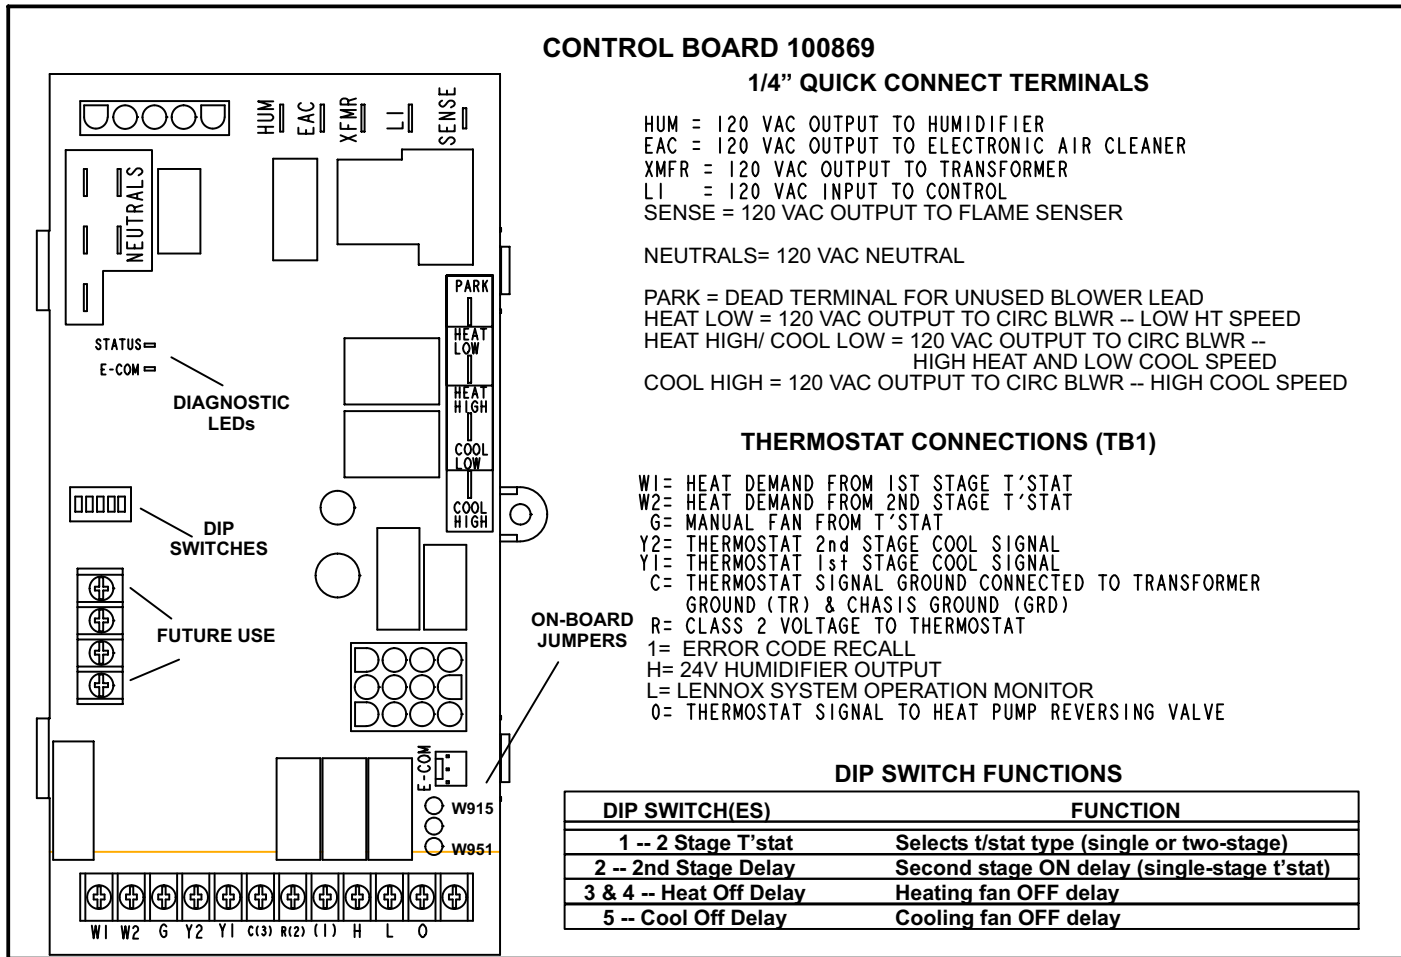 CONTROL BOARD 100869
HUM
EAC
XFMR
L1
SENSE
NEUTRALS
STATUS
E-COM
DIAGNOSTIC
LEDs
PARK
HEAT
LOW
HEAT
HIGH
COOL
LOW
COOL
HIGH
DIP
SWITCHES
FUTURE USE
ON-BOARD
JUMPERS
E-COM
W915
W951
W1 W2 G Y2 Y1 C(3) R(2) (1) H L O
1/4” QUICK CONNECT TERMINALS
HUM = 120 VAC OUTPUT TO HUMIDIFIER
EAC = 120 VAC OUTPUT TO ELECTRONIC AIR CLEANER
XMFR = 120 VAC OUTPUT TO TRANSFORMER
L1 = 120 VAC INPUT TO CONTROL
SENSE = 120 VAC OUTPUT TO FLAME SENSER
NEUTRALS= 120 VAC NEUTRAL
PARK = DEAD TERMINAL FOR UNUSED BLOWER LEAD
HEAT LOW = 120 VAC OUTPUT TO CIRC BLWR -- LOW HT SPEED
HEAT HIGH/ COOL LOW = 120 VAC OUTPUT TO CIRC BLWR --
HIGH HEAT AND LOW COOL SPEED
COOL HIGH = 120 VAC OUTPUT TO CIRC BLWR -- HIGH COOL SPEED
THERMOSTAT CONNECTIONS (TB1)
W1= HEAT DEMAND FROM 1ST STAGE T'STAT
W2= HEAT DEMAND FROM 2ND STAGE T'STAT
G= MANUAL FAN FROM T'STAT
Y2= THERMOSTAT 2nd STAGE COOL SIGNAL
Y1= THERMOSTAT 1st STAGE COOL SIGNAL
C= THERMOSTAT SIGNAL GROUND CONNECTED TO TRANSFORMER
GROUND (TR) & CHASIS GROUND (GRD)
R= CLASS 2 VOLTAGE TO THERMOSTAT
1= ERROR CODE RECALL
H= 24V HUMIDIFIER OUTPUT
L= LENNOX SYSTEM OPERATION MONITOR
O= THERMOSTAT SIGNAL TO HEAT PUMP REVERSING VALVE
DIP SWITCH FUNCTIONS
DIP SWITCH(ES) FUNCTION
1 -- 2 Stage T’stat Selects t/stat type (single or two-stage)
2 -- 2nd Stage Delay Second stage ON delay (single-stage t’stat)
3 & 4 -- Heat Off Delay Heating fan OFF delay
5 -- Cool Off Delay Cooling fan OFF delay